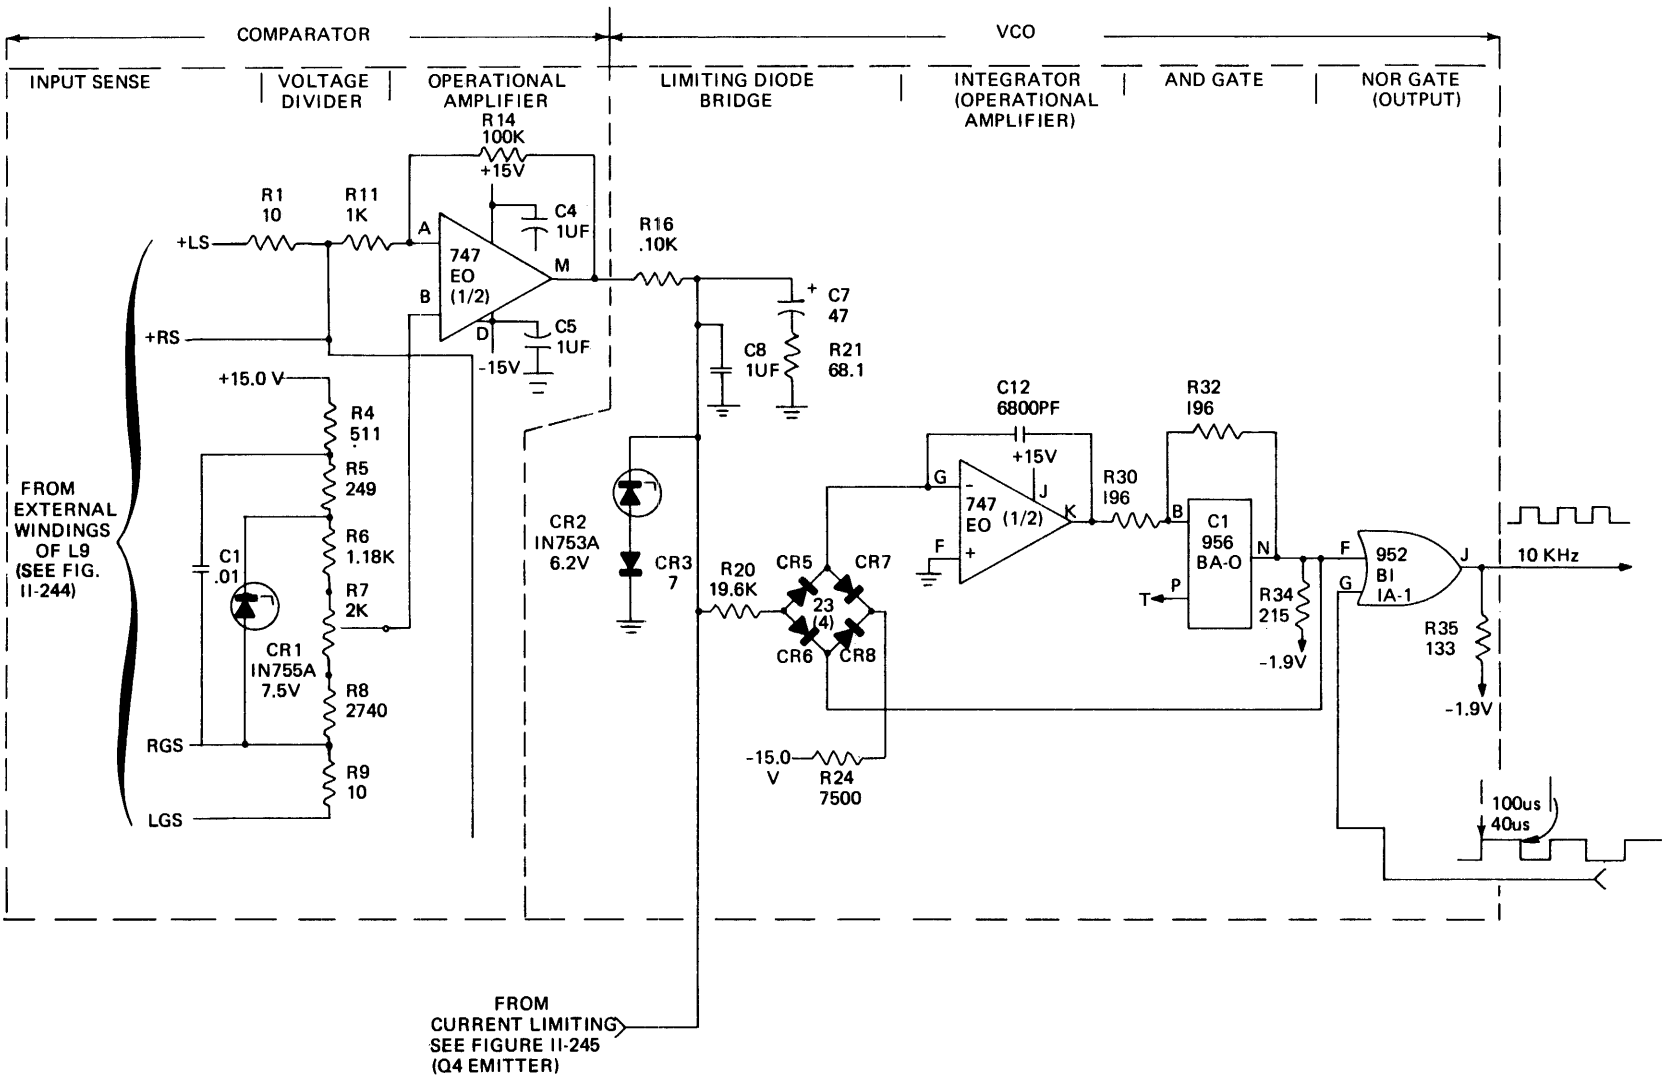 COMPARATOR
VCO
INPUT SENSE
VOLTAGE
DIVIDER
OPERATIONAL
AMPLIFIER
LIMITING DIODE
BRIDGE
INTEGRATOR
(OPERATIONAL
AMPLIFIER)
AND GATE
NOR GATE
(OUTPUT)
R14
100K
+15V
R1
10
R11
1K
+LS
A
747
EO
(1/2)
B
M
D
C4
1UF
C5
1UF
-15V
R16
.10K
C7
+
47
R21
68.1
C8
1UF
+RS
+15.0 V
R4
511
R5
249
R6
1.18K
R7
2K
R8
2740
R9
10
C1
.01
CR1
IN755A
7.5V
RGS
LGS
FROM
EXTERNAL
WINDINGS
OF L9
(SEE FIG.
II-244)
CR2
IN753A
6.2V
CR3
7
R20
19.6K
CR5
CR7
23
(4)
CR6
CR8
-15.0
V
R24
7500
C12
6800PF
+15V
G
-
J
747
EO
(1/2)
K
F
+
R30
I96
R32
I96
B
C1
956
BA-O
N
P
T
R34
215
-1.9V
F
G
952
BI
IA-1
J
10 KHz
R35
133
-1.9V
100us
40us
FROM
CURRENT LIMITING
SEE FIGURE II-245
(Q4 EMITTER)